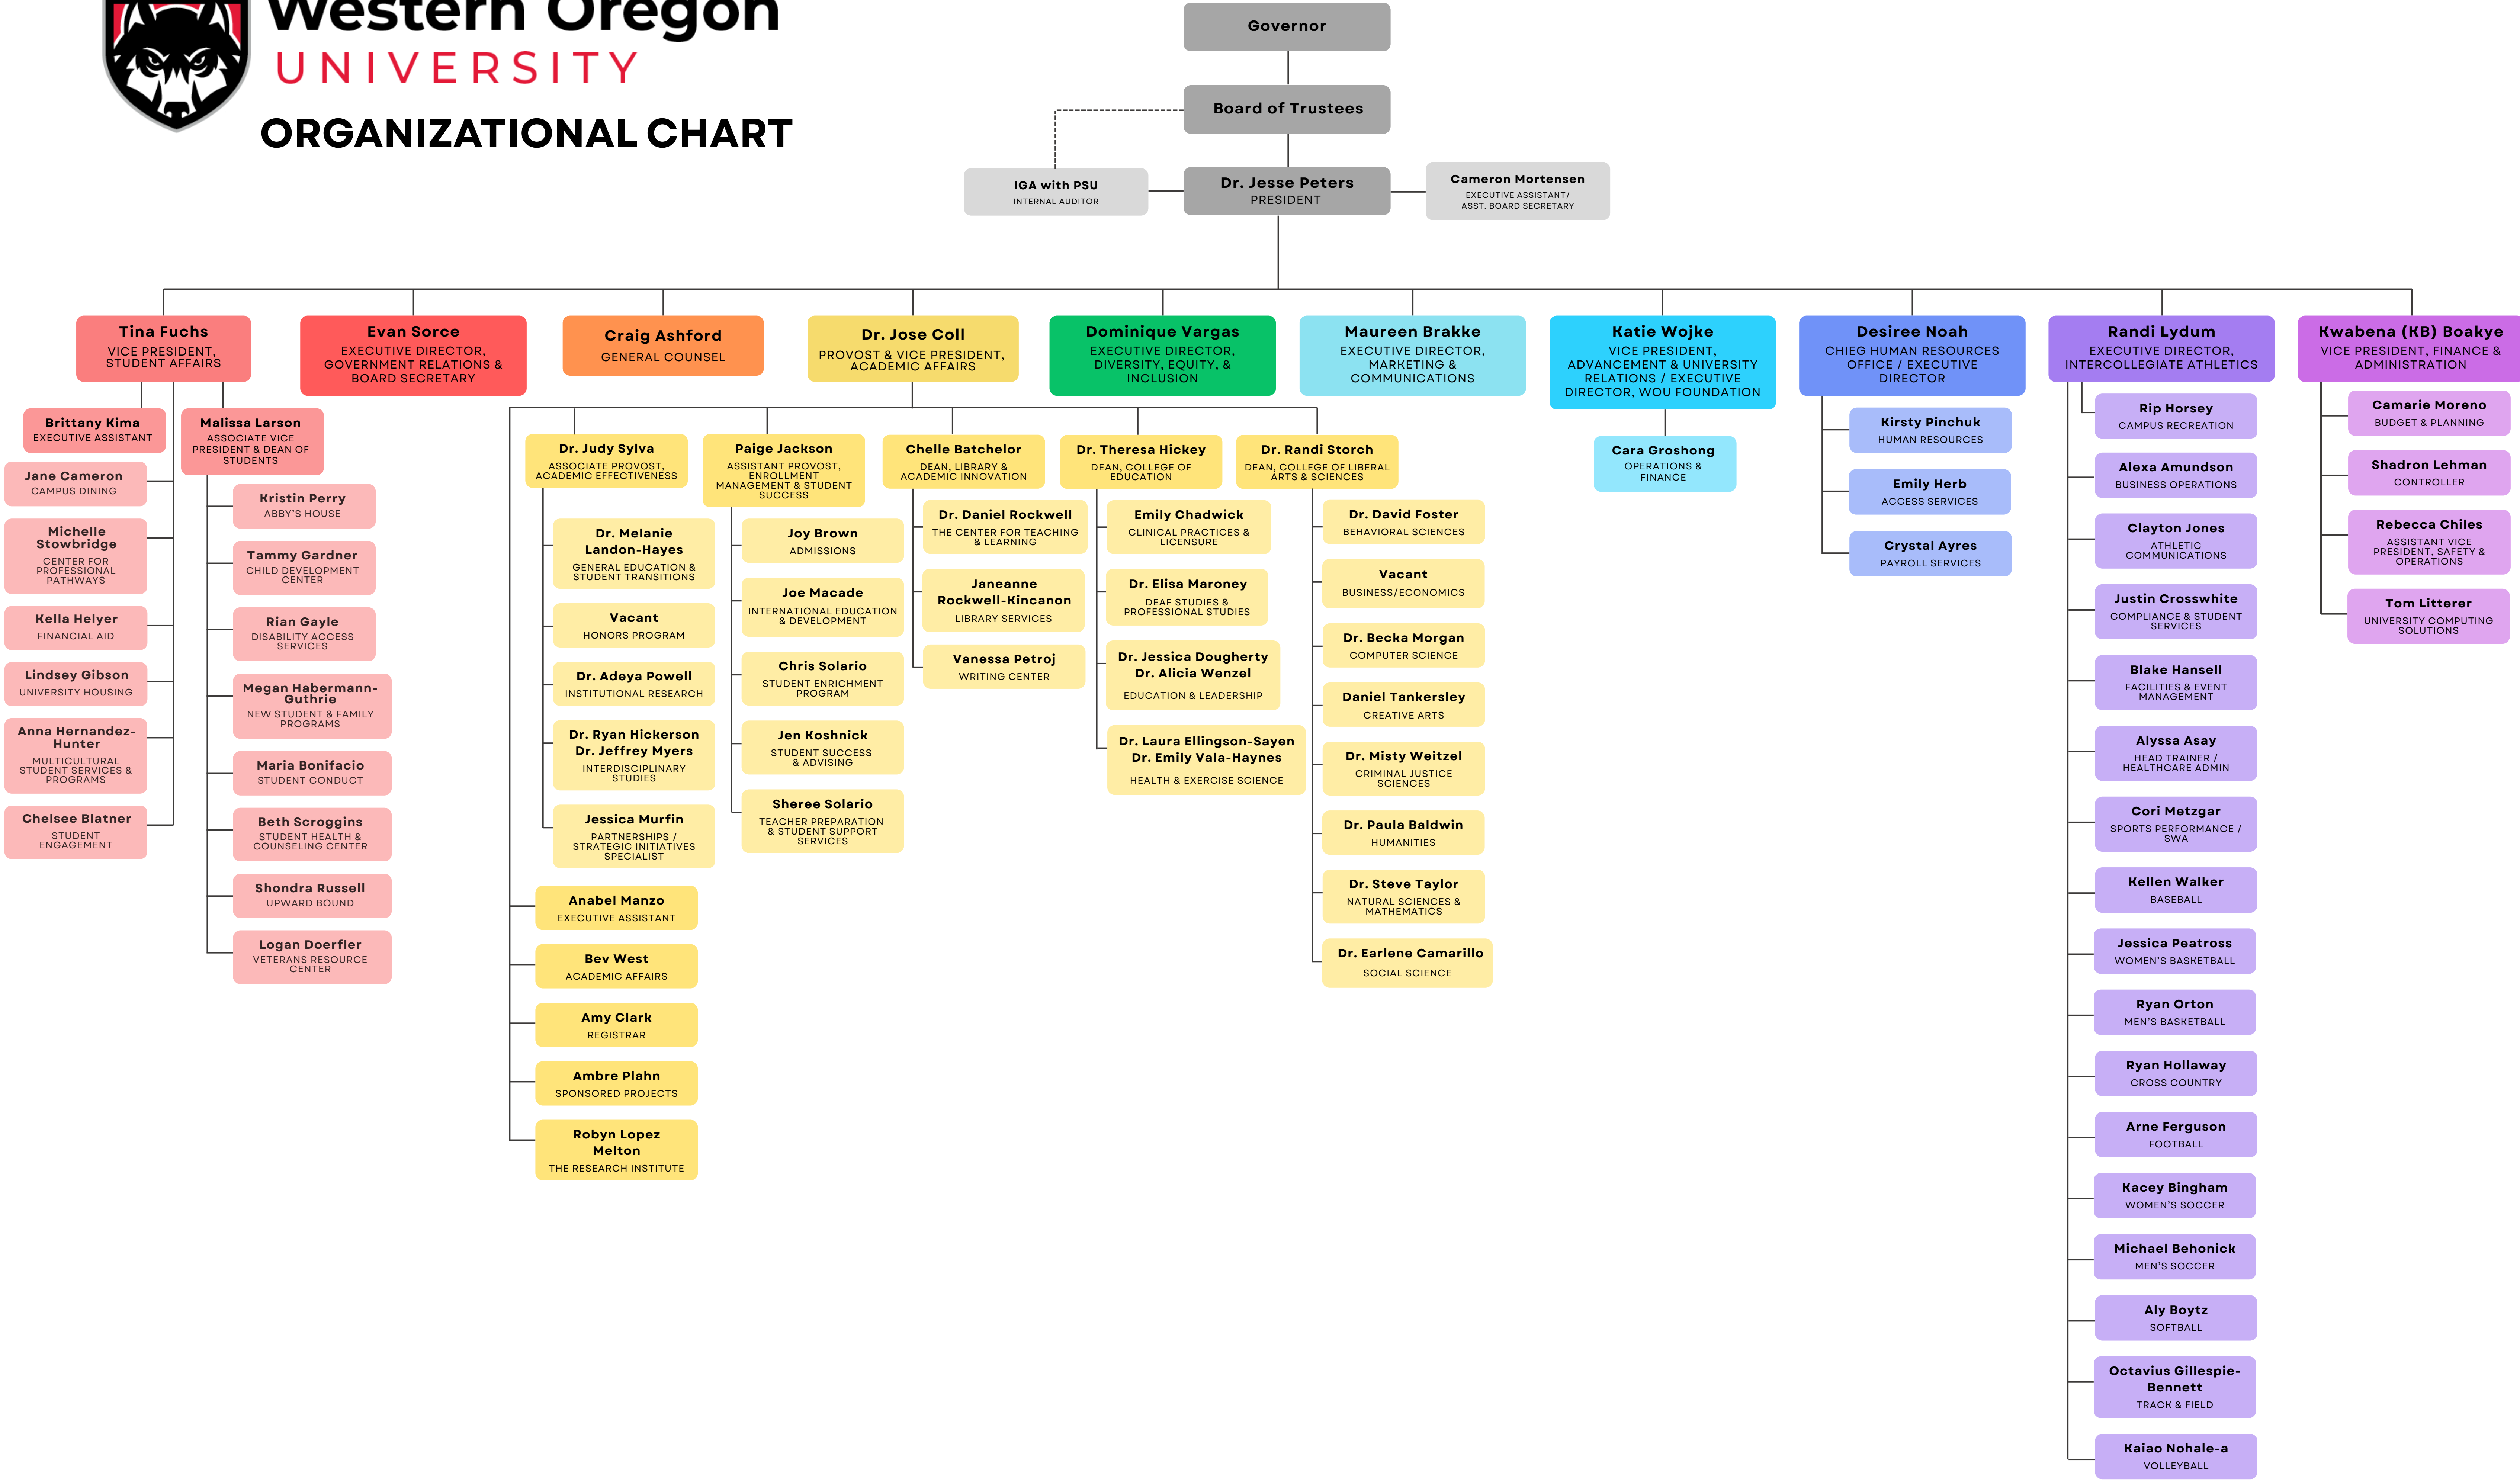 Western Oregon
UNIVERSITY
ORGANIZATIONAL CHART
Governor
Board of Trustees
IGA with PSU
INTERNAL AUDITOR
Dr. Jesse Peters
PRESIDENT
Cameron Mortensen
EXECUTIVE ASSISTANT/
ASST. BOARD SECRETARY
Tina Fuchs
VICE PRESIDENT,
STUDENT AFFAIRS
Evan Sorce
EXECUTIVE DIRECTOR,
GOVERNMENT RELATIONS &
BOARD SECRETARY
Craig Ashford
GENERAL COUNSEL
Dr. Jose Coll
PROVOST & VICE PRESIDENT,
ACADEMIC AFFAIRS
Dominique Vargas
EXECUTIVE DIRECTOR,
DIVERSITY, EQUITY, &
INCLUSION
Maureen Brakke
EXECUTIVE DIRECTOR,
MARKETING &
COMMUNICATIONS
Katie Wojke
VICE PRESIDENT,
ADVANCEMENT & UNIVERSITY
RELATIONS / EXECUTIVE
DIRECTOR, WOU FOUNDATION
Desiree Noah
CHIEG HUMAN RESOURCES
OFFICE / EXECUTIVE
DIRECTOR
Randi Lydum
EXECUTIVE DIRECTOR,
INTERCOLLEGIATE ATHLETICS
Kwabena (KB) Boakye
VICE PRESIDENT, FINANCE &
ADMINISTRATION
Brittany Kima
EXECUTIVE ASSISTANT
Jane Cameron
CAMPUS DINING
Michelle
Stowbridge
CENTER FOR
PROFESSIONAL
PATHWAYS
Kella Helyer
FINANCIAL AID
Lindsey Gibson
UNIVERSITY HOUSING
Anna Hernandez-
Hunter
MULTICULTURAL
STUDENT SERVICES &
PROGRAMS
Chelsee Blatner
STUDENT
ENGAGEMENT
Malissa Larson
ASSOCIATE VICE
PRESIDENT & DEAN OF
STUDENTS
Kristin Perry
ABBY'S HOUSE
Tammy Gardner
CHILD DEVELOPMENT
CENTER
Rian Gayle
DISABILITY ACCESS
SERVICES
Megan Habermann-
Guthrie
NEW STUDENT & FAMILY
PROGRAMS
Maria Bonifacio
STUDENT CONDUCT
Beth Scroggins
STUDENT HEALTH &
COUNSELING CENTER
Shondra Russell
UPWARD BOUND
Logan Doerfler
VETERANS RESOURCE
CENTER
Dr. Judy Sylva
ASSOCIATE PROVOST,
ACADEMIC EFFECTIVENESS
Dr. Melanie
Landon-Hayes
GENERAL EDUCATION &
STUDENT TRANSITIONS
Vacant
HONORS PROGRAM
Dr. Adeya Powell
INSTITUTIONAL RESEARCH
Dr. Ryan Hickerson
Dr. Jeffrey Myers
INTERDISCIPLINARY
STUDIES
Jessica Murfin
PARTNERSHIPS /
STRATEGIC INITIATIVES
SPECIALIST
Anabel Manzo
EXECUTIVE ASSISTANT
Bev West
ACADEMIC AFFAIRS
Amy Clark
REGISTRAR
Ambre Plahn
SPONSORED PROJECTS
Robyn Lopez
Melton
THE RESEARCH INSTITUTE
Paige Jackson
ASSISTANT PROVOST,
ENROLLMENT
MANAGEMENT & STUDENT
SUCCESS
Joy Brown
ADMISSIONS
Joe Macade
INTERNATIONAL EDUCATION
& DEVELOPMENT
Chris Solario
STUDENT ENRICHMENT
PROGRAM
Jen Koshnick
STUDENT SUCCESS
& ADVISING
Sheree Solario
TEACHER PREPARATION
& STUDENT SUPPORT
SERVICES
Chelle Batchelor
DEAN, LIBRARY &
ACADEMIC INNOVATION
Dr. Daniel Rockwell
THE CENTER FOR TEACHING
& LEARNING
Janeanne
Rockwell-Kincanon
LIBRARY SERVICES
Vanessa Petroj
WRITING CENTER
Dr. Theresa Hickey
DEAN, COLLEGE OF
EDUCATION
Emily Chadwick
CLINICAL PRACTICES &
LICENSURE
Dr. Elisa Maroney
DEAF STUDIES &
PROFESSIONAL STUDIES
Dr. Jessica Dougherty
Dr. Alicia Wenzel
EDUCATION & LEADERSHIP
Dr. Laura Ellingson-Sayen
Dr. Emily Vala-Haynes
HEALTH & EXERCISE SCIENCE
Dr. Randi Storch
DEAN, COLLEGE OF LIBERAL
ARTS & SCIENCES
Dr. David Foster
BEHAVIORAL SCIENCES
Vacant
BUSINESS/ECONOMICS
Dr. Becka Morgan
COMPUTER SCIENCE
Daniel Tankersley
CREATIVE ARTS
Dr. Misty Weitzel
CRIMINAL JUSTICE
SCIENCES
Dr. Paula Baldwin
HUMANITIES
Dr. Steve Taylor
NATURAL SCIENCES &
MATHEMATICS
Dr. Earlene Camarillo
SOCIAL SCIENCE
Cara Groshong
OPERATIONS &
FINANCE
Kirsty Pinchuk
HUMAN RESOURCES
Emily Herb
ACCESS SERVICES
Crystal Ayres
PAYROLL SERVICES
Rip Horsey
CAMPUS RECREATION
Alexa Amundson
BUSINESS OPERATIONS
Clayton Jones
ATHLETIC
COMMUNICATIONS
Justin Crosswhite
COMPLIANCE & STUDENT
SERVICES
Blake Hansell
FACILITIES & EVENT
MANAGEMENT
Alyssa Asay
HEAD TRAINER /
HEALTHCARE ADMIN
Cori Metzgar
SPORTS PERFORMANCE /
SWA
Kellen Walker
BASEBALL
Jessica Peatross
WOMEN'S BASKETBALL
Ryan Orton
MEN'S BASKETBALL
Ryan Hollaway
CROSS COUNTRY
Arne Ferguson
FOOTBALL
Kacey Bingham
WOMEN'S SOCCER
Michael Behonick
MEN'S SOCCER
Aly Boytz
SOFTBALL
Octavius Gillespie-
Bennett
TRACK & FIELD
Kaiao Nohale-a
VOLLEYBALL
Camarie Moreno
BUDGET & PLANNING
Shadron Lehman
CONTROLLER
Rebecca Chiles
ASSISTANT VICE
PRESIDENT, SAFETY &
OPERATIONS
Tom Litterer
UNIVERSITY COMPUTING
SOLUTIONS